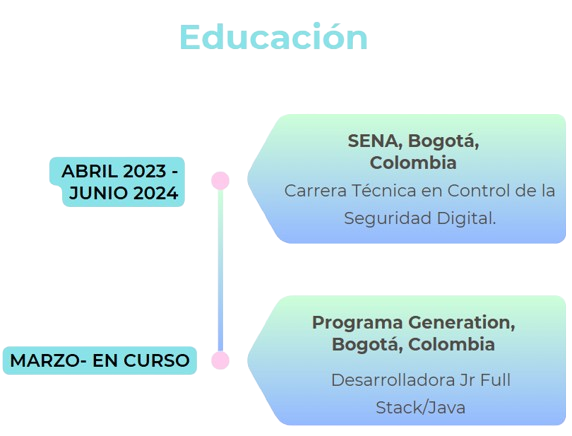 Educación
ABRIL 2023 -
JUNIO 2024
SENA, Bogotá,
Colombia
Carrera Técnica en Control de la
Seguridad Digital.
MARZO- EN CURSO
Programa Generation,
Bogotá, Colombia
Desarrolladora Jr Full
Stack/Java